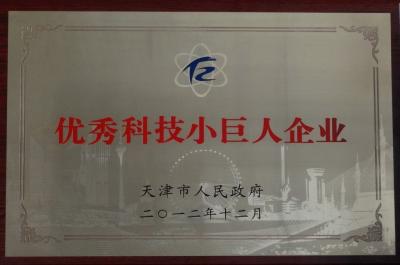 优秀科技小巨人企业
天津市人民政府
二〇一二年十二月